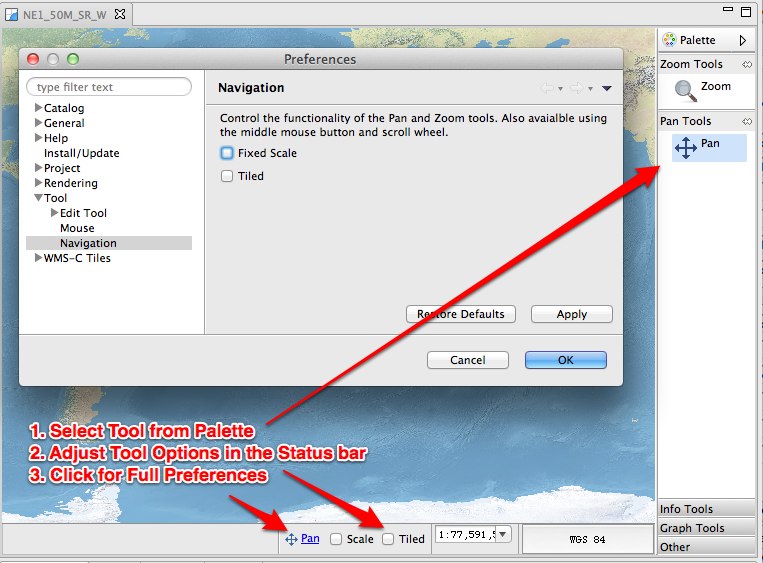 NE1_50M_SR_W
Palette
Zoom Tools
Zoom
Pan Tools
Pan
Preferences
type filter text
Catalog
General
Help
Install/Update
Project
Rendering
Tool
Edit Tool
Mouse
Navigation
WMS-C Tiles
Navigation
Control the functionality of the Pan and Zoom tools. Also avaialble using
the middle mouse button and scroll wheel.
Fixed Scale
Tiled
Restore Defaults
Apply
Cancel
OK
1. Select Tool from Palette
2. Adjust Tool Options in the Status bar
3. Click for Full Preferences
Info Tools
Graph Tools
Other
Pan
Scale
Tiled
1:77,591,5
WGS 84